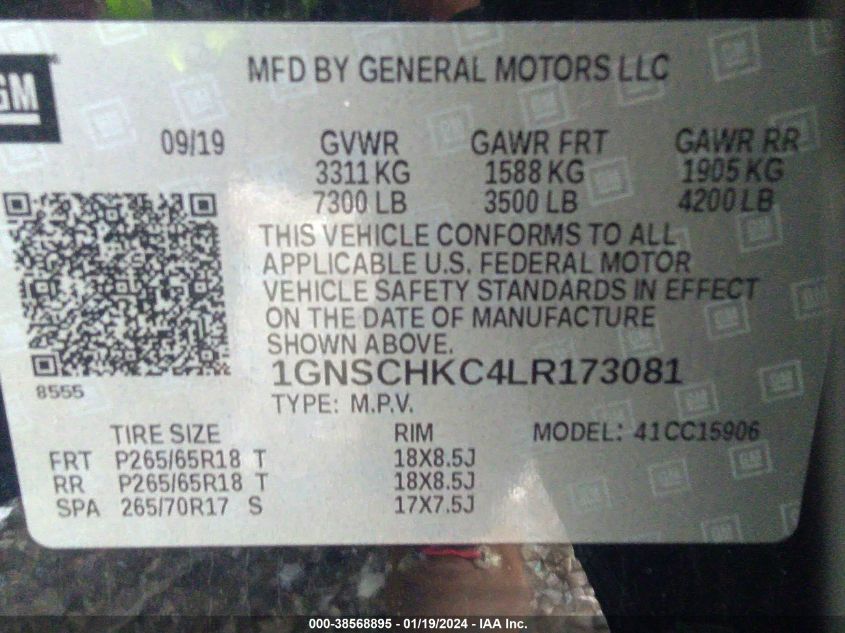 GM
MFD BY GENERAL MOTORS LLC
09/19 GVWR GAWR FRT GAWR RR
3311 KG 1588 KG 1905 KG
7300 LB 3500 LB 4200 LB
THIS VEHICLE CONFORMS TO ALL
APPLICABLE U.S. FEDERAL MOTOR
VEHICLE SAFETY STANDARDS IN EFFECT
ON THE DATE OF MANUFACTURE
SHOWN ABOVE.
1GNSCHKC4LR173081
8555
TYPE: M.P.V.
TIRE SIZE RIM MODEL: 41CC15906
FRT P265/65R18 T 18X8.5J
RR P265/65R18 T 18X8.5J
SPA 265/70R17 S 17X7.5J
000-38568895 - 01/19/2024 - IAA Inc.